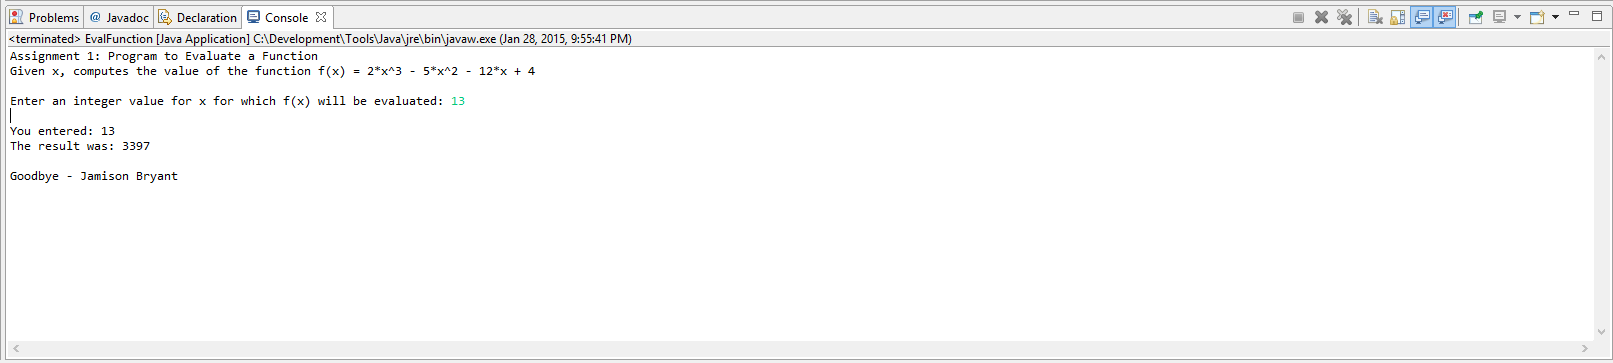 Problems @ Javadoc Declaration Console
<terminated> EvalFunction [Java Application] C:\Development\Tools\Java\jre\bin\javaw.exe (Jan 28, 2015, 9:55:41 PM)
Assignment 1: Program to Evaluate a Function
Given x, computes the value of the function f(x) = 2*x^3 - 5*x^2 - 12*x + 4
Enter an integer value for x for which f(x) will be evaluated: 13
You entered: 13
The result was: 3397
Goodbye - Jamison Bryant